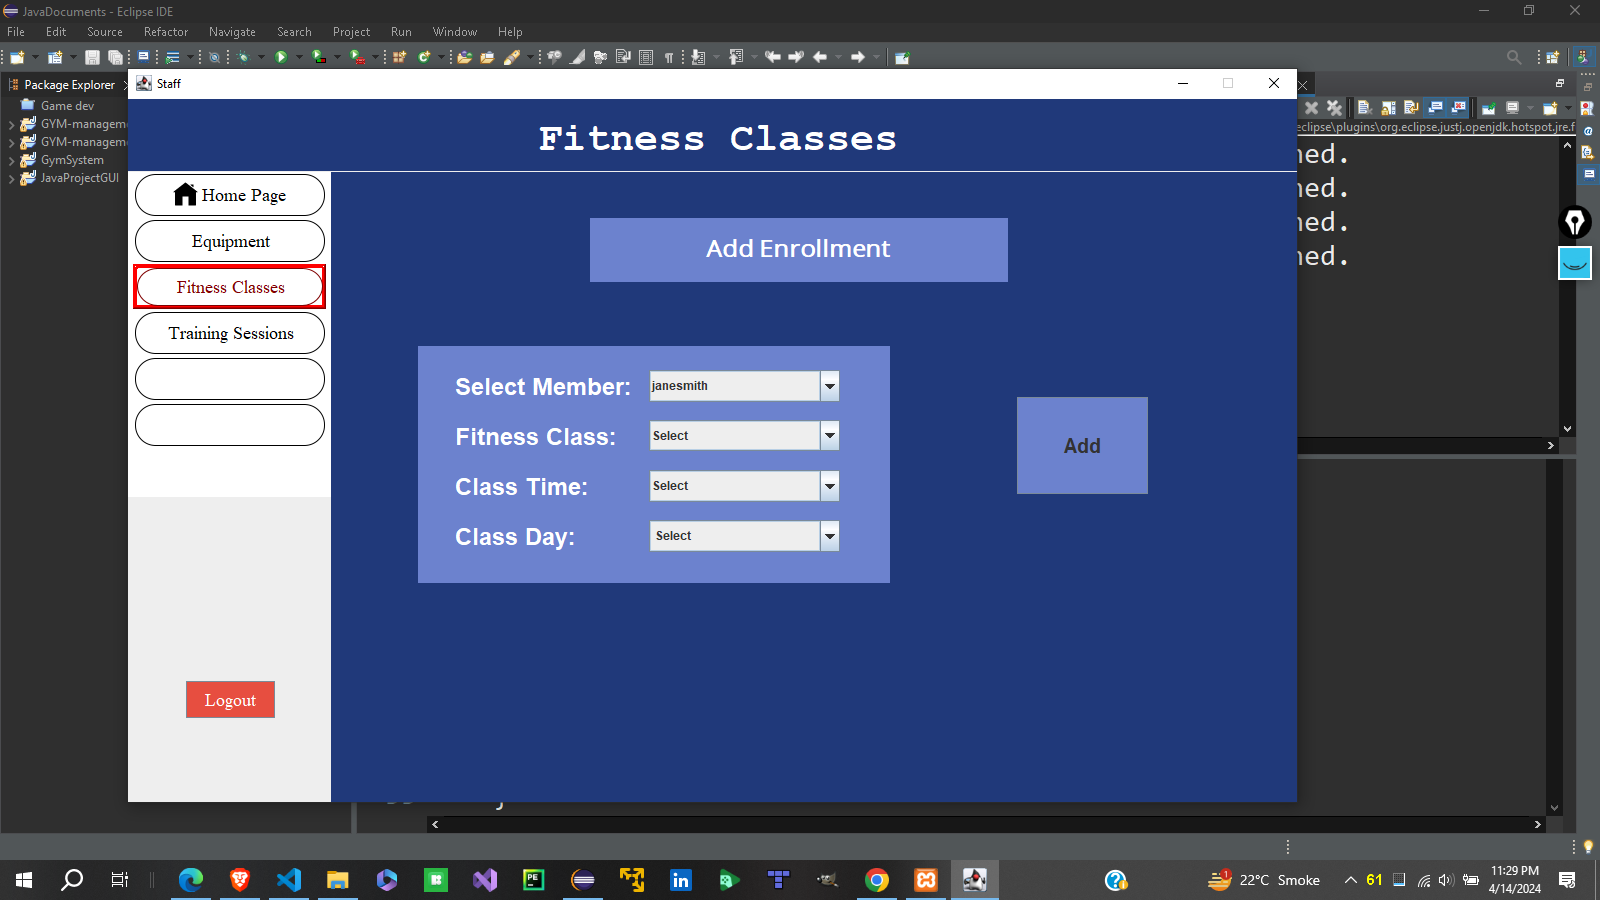 JavaDocuments - Eclipse IDE
File Edit Source Refactor Navigate Search Project Run Window Help
Package Explorer
Game dev
GYM-managem
GYM-managem
GymSystem
JavaProjectGUI
Staff
Fitness Classes
Home Page
Equipment
Fitness Classes
Training Sessions
Logout
Add Enrollment
Select Member: janesmith
Fitness Class: Select
Class Time: Select
Class Day: Select
Add
eclipse\plugins\org.eclipse.justj.openjdk.hotspot.jre.f
ned.
ned.
ned.
ned.
22°C Smoke
61
11:29 PM
4/14/2024